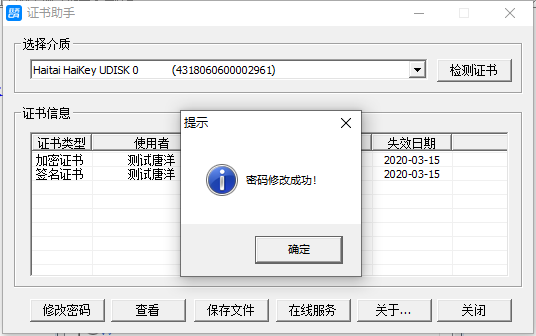 证书助手
选择介质
Haitai HaiKey UDISK 0 (4318060600002961)
检测证书
证书信息
证书类型 使用者 失效日期
加密证书 测试唐洋 2020-03-15
签名证书 测试唐洋 2020-03-15
提示
密码修改成功！
确定
修改密码 查看 保存文件 在线服务 关于... 关闭